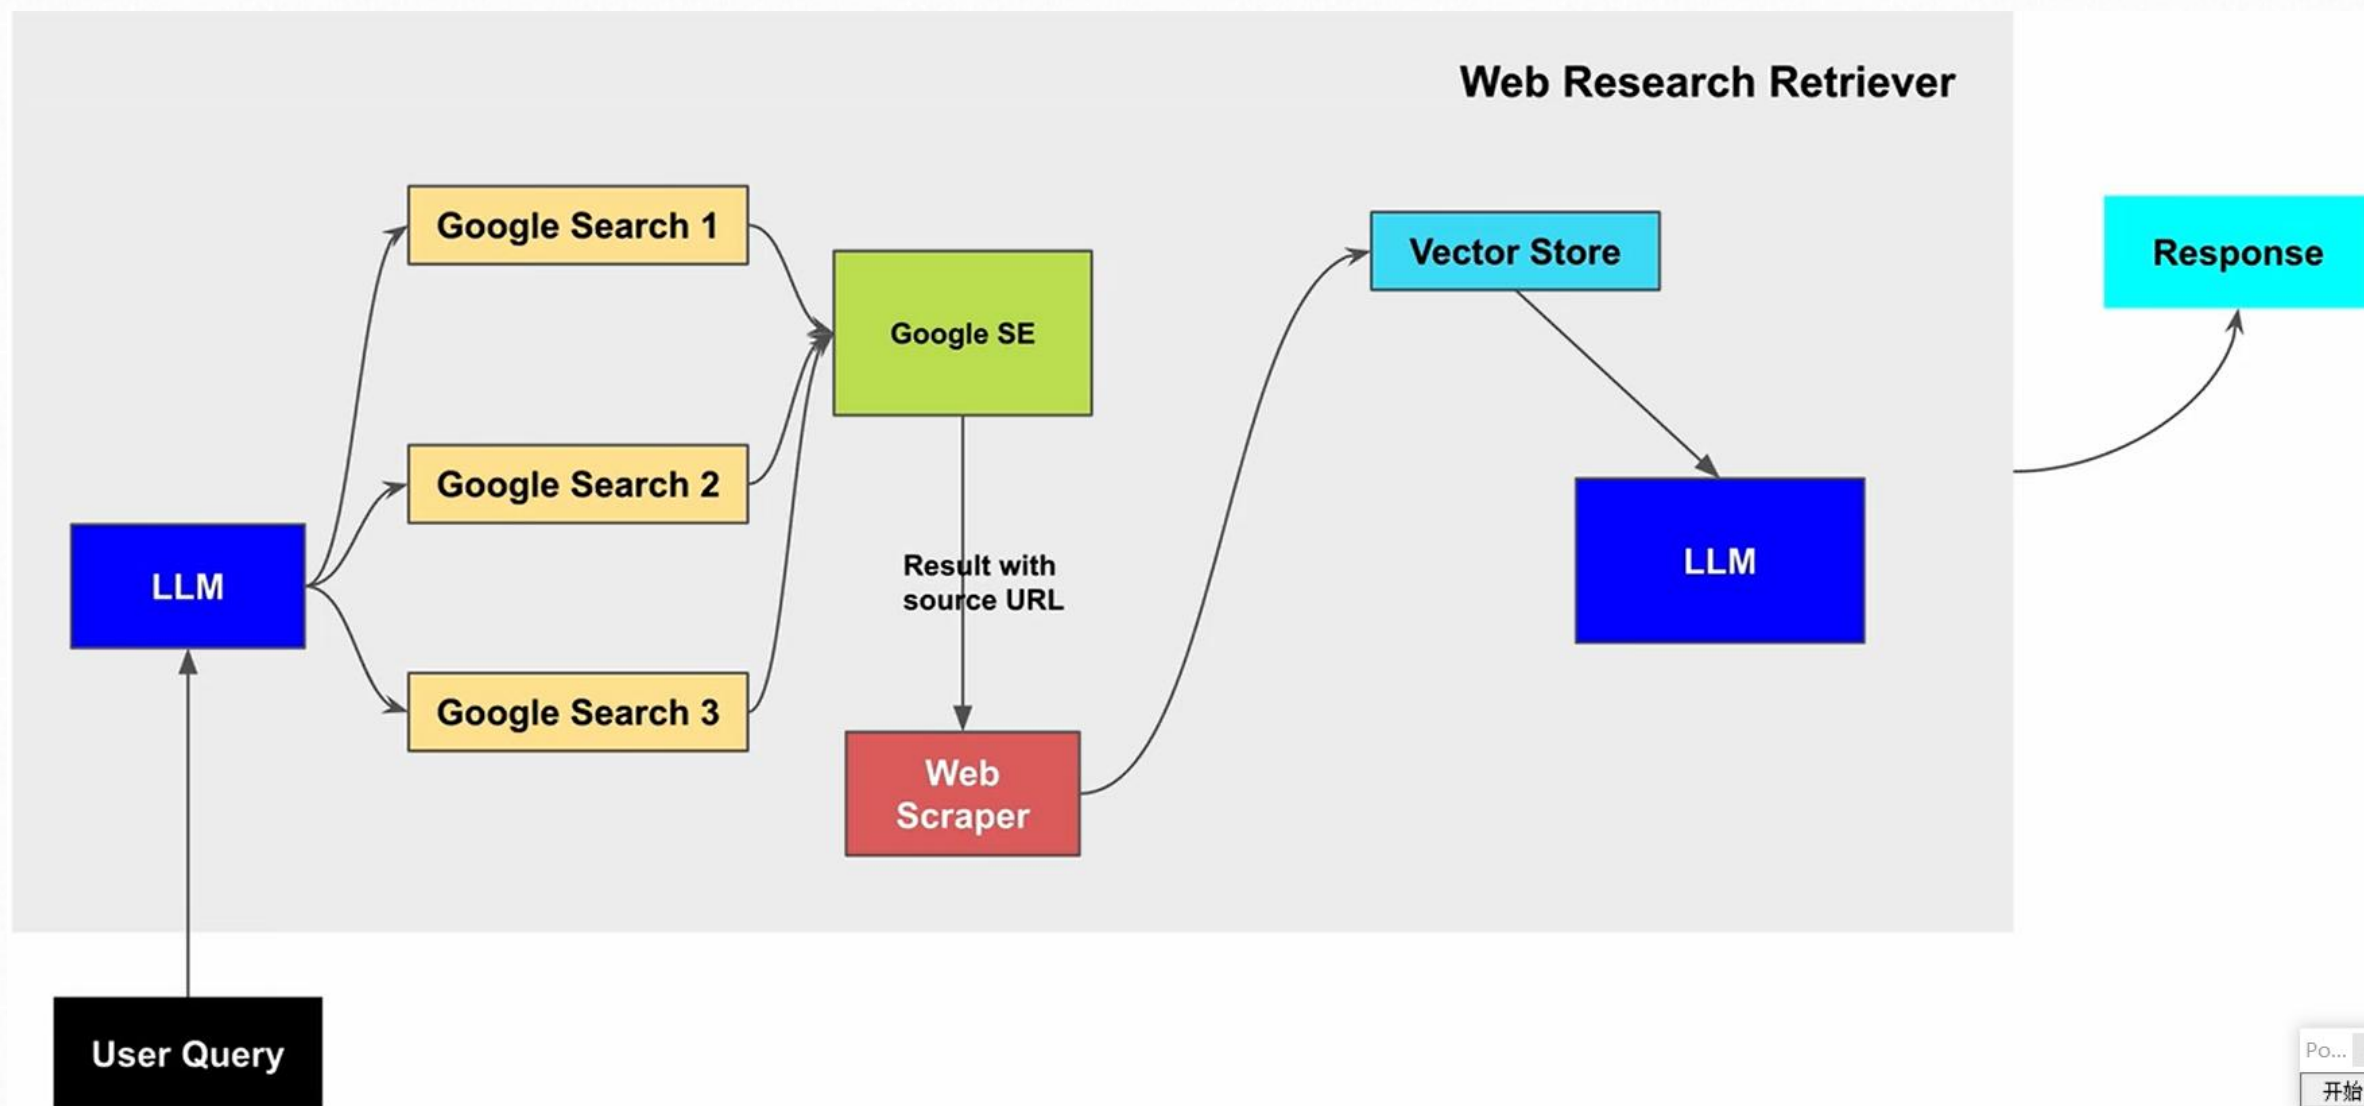 Web Research Retriever
Google Search 1
Google Search 2
Google Search 3
LLM
Google SE
Result with
source URL
Web
Scraper
Vector Store
LLM
Response
User Query
Po...
开始